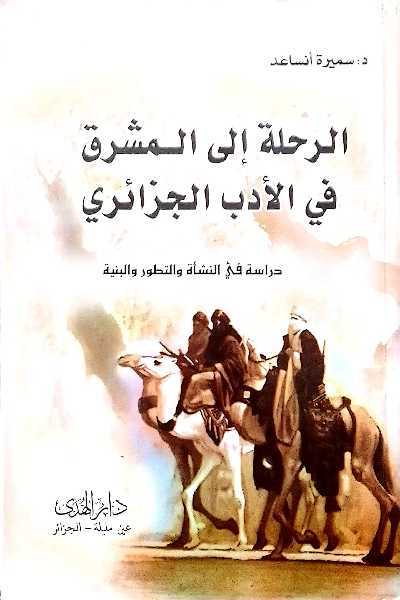 د: سميرة أنساعد
الرحلة إلى المشرق
في الأدب الجزائري
دراسة في النشأة والتطور والبنية
دار الهدى
عين مليلة - الجزائر